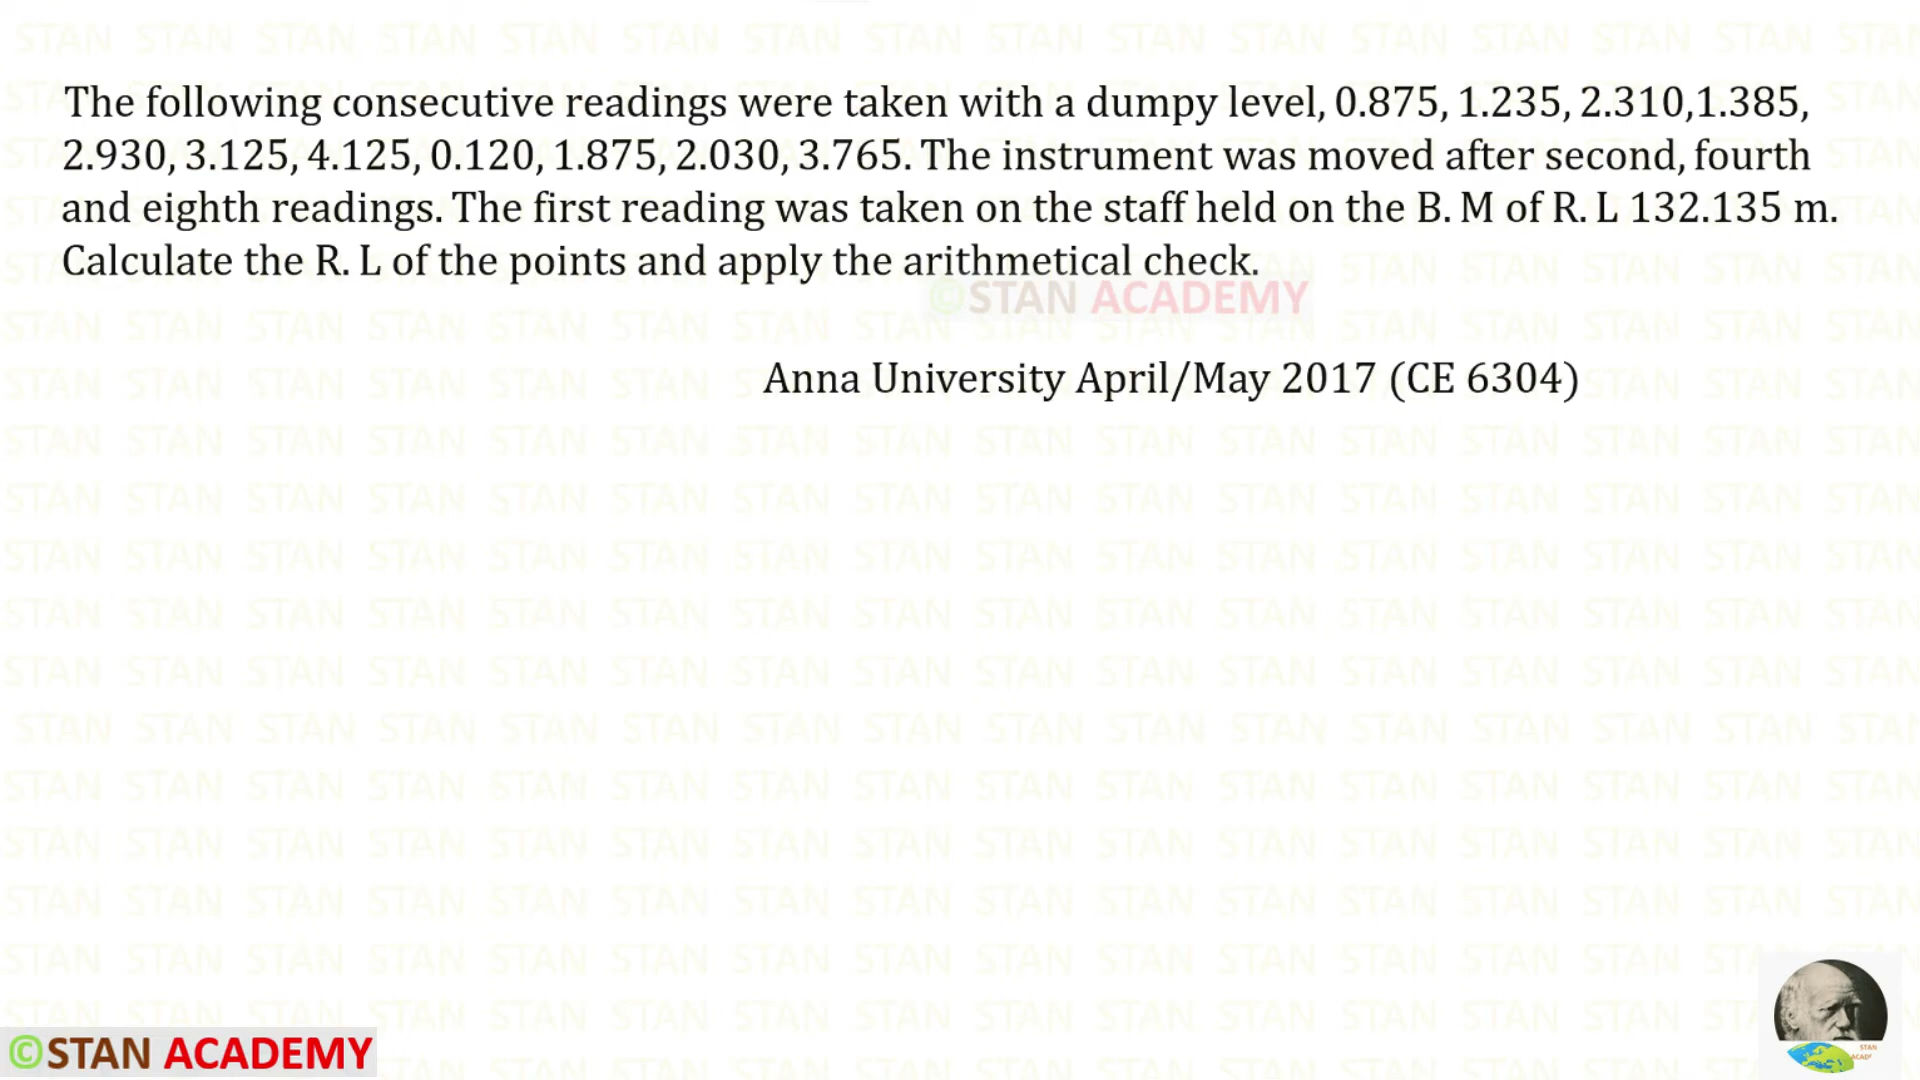 The following consecutive readings were taken with a dumpy level, 0.875, 1.235, 2.310,1.385,
2.930, 3.125, 4.125, 0.120, 1.875, 2.030, 3.765. The instrument was moved after second, fourth
and eighth readings. The first reading was taken on the staff held on the B. M of R. L 132.135 m.
Calculate the R. L of the points and apply the arithmetical check.
©STAN ACADEMY
Anna University April/May 2017 (CE 6304)
©STAN ACADEMY
STAN
ACADY